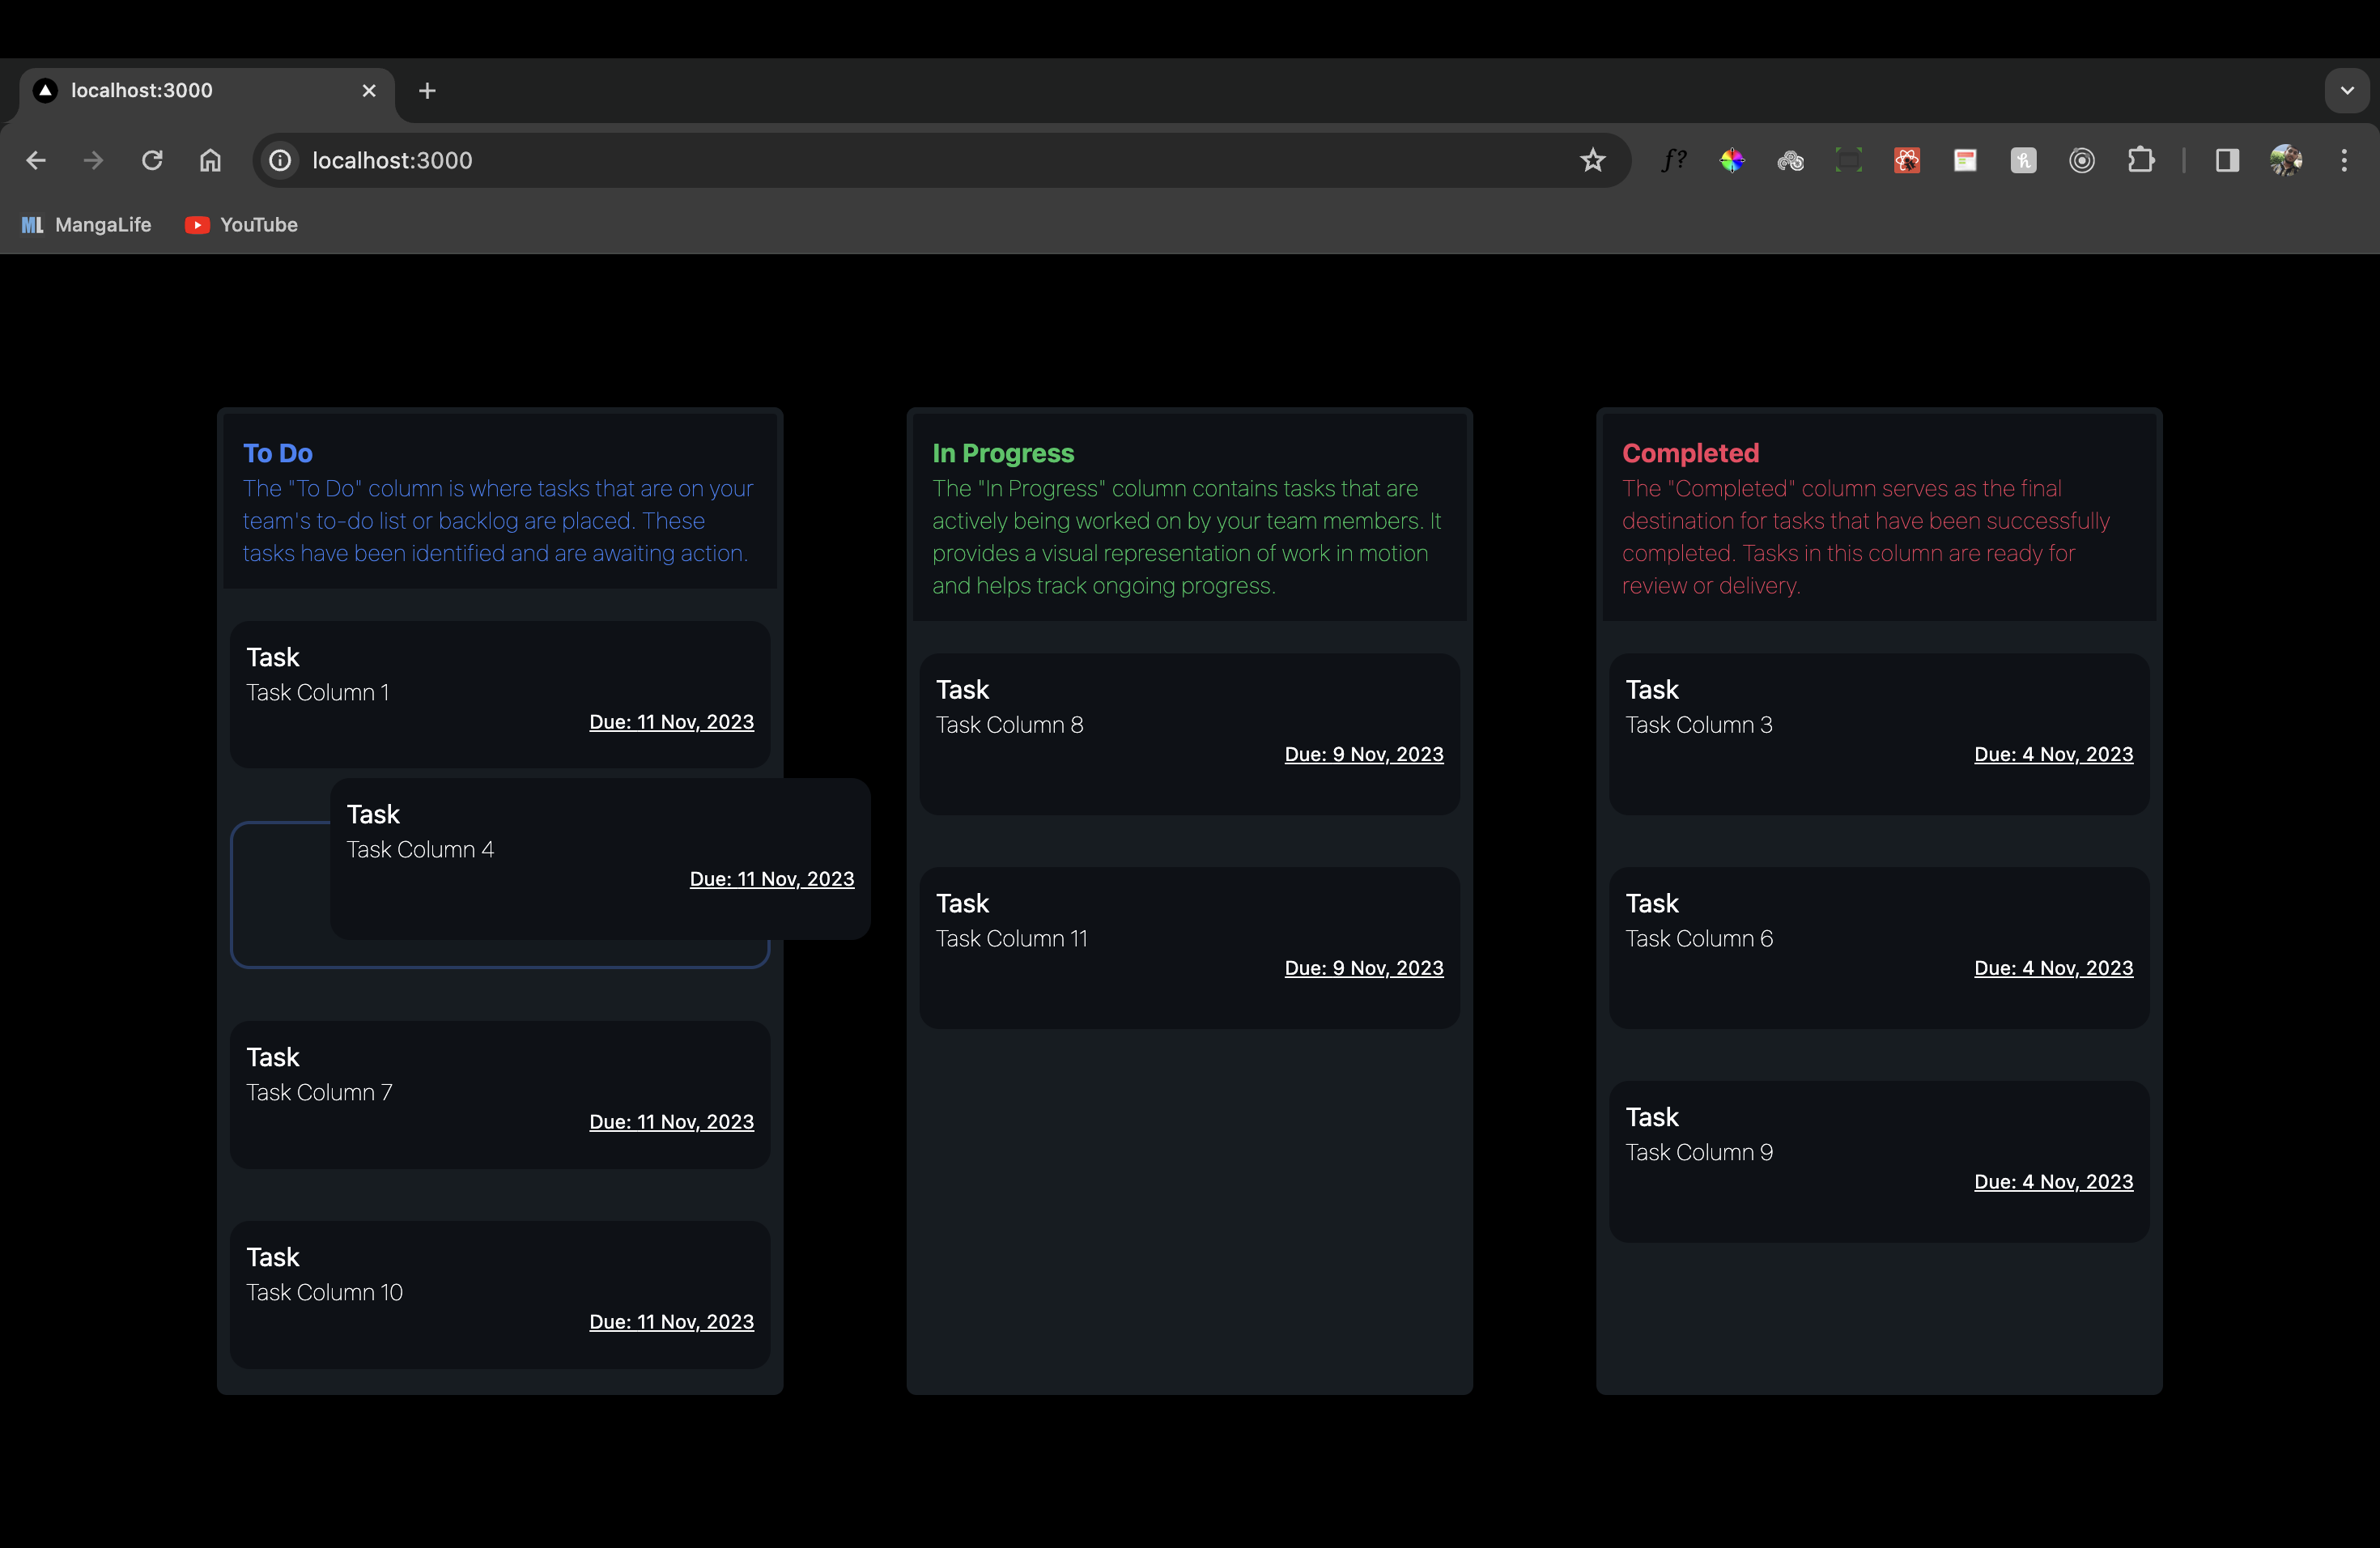 localhost:3000
localhost:3000
f?
ML MangaLife YouTube
To Do
The "To Do" column is where tasks that are on your
team's to-do list or backlog are placed. These
tasks have been identified and are awaiting action.
Task
Task Column 1
Due: 11 Nov, 2023
Task
Task Column 4
Due: 11 Nov, 2023
Task
Task Column 7
Due: 11 Nov, 2023
Task
Task Column 10
Due: 11 Nov, 2023
In Progress
The "In Progress" column contains tasks that are
actively being worked on by your team members. It
provides a visual representation of work in motion
and helps track ongoing progress.
Task
Task Column 8
Due: 9 Nov, 2023
Task
Task Column 11
Due: 9 Nov, 2023
Completed
The "Completed" column serves as the final
destination for tasks that have been successfully
completed. Tasks in this column are ready for
review or delivery.
Task
Task Column 3
Due: 4 Nov, 2023
Task
Task Column 6
Due: 4 Nov, 2023
Task
Task Column 9
Due: 4 Nov, 2023